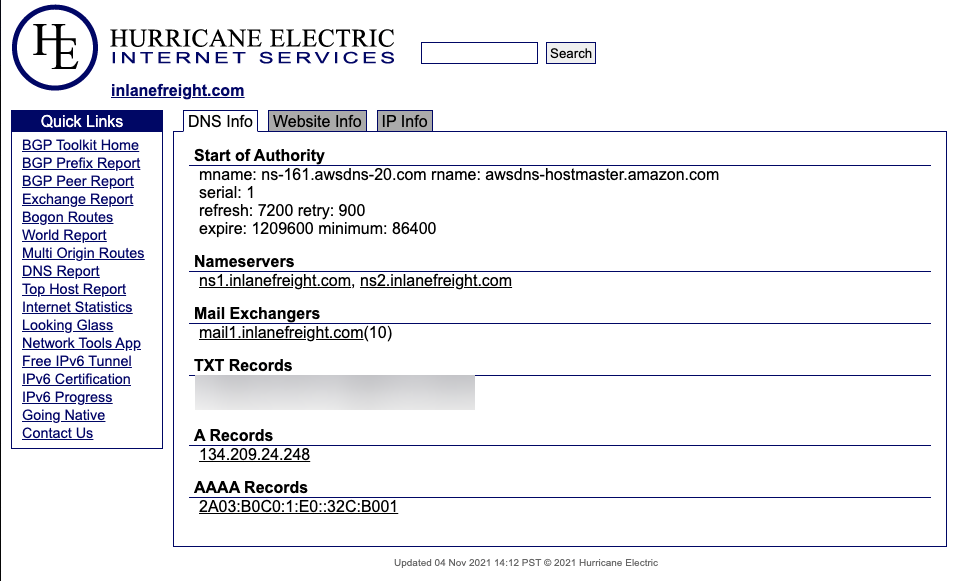 HE
HURRICANE ELECTRIC
INTERNET SERVICES
Search
inlanefreight.com
Quick Links
BGP Toolkit Home
BGP Prefix Report
BGP Peer Report
Exchange Report
Bogon Routes
World Report
Multi Origin Routes
DNS Report
Top Host Report
Internet Statistics
Looking Glass
Network Tools App
Free IPv6 Tunnel
IPv6 Certification
IPv6 Progress
Going Native
Contact Us
DNS Info Website Info IP Info
Start of Authority
mname: ns-161.awsdns-20.com rname: awsdns-hostmaster.amazon.com
serial: 1
refresh: 7200 retry: 900
expire: 1209600 minimum: 86400
Nameservers
ns1.inlanefreight.com, ns2.inlanefreight.com
Mail Exchangers
mail1.inlanefreight.com(10)
TXT Records
A Records
134.209.24.248
AAAA Records
2A03:B0C0:1:E0::32C:B001
Updated 04 Nov 2021 14:12 PST © 2021 Hurricane Electric